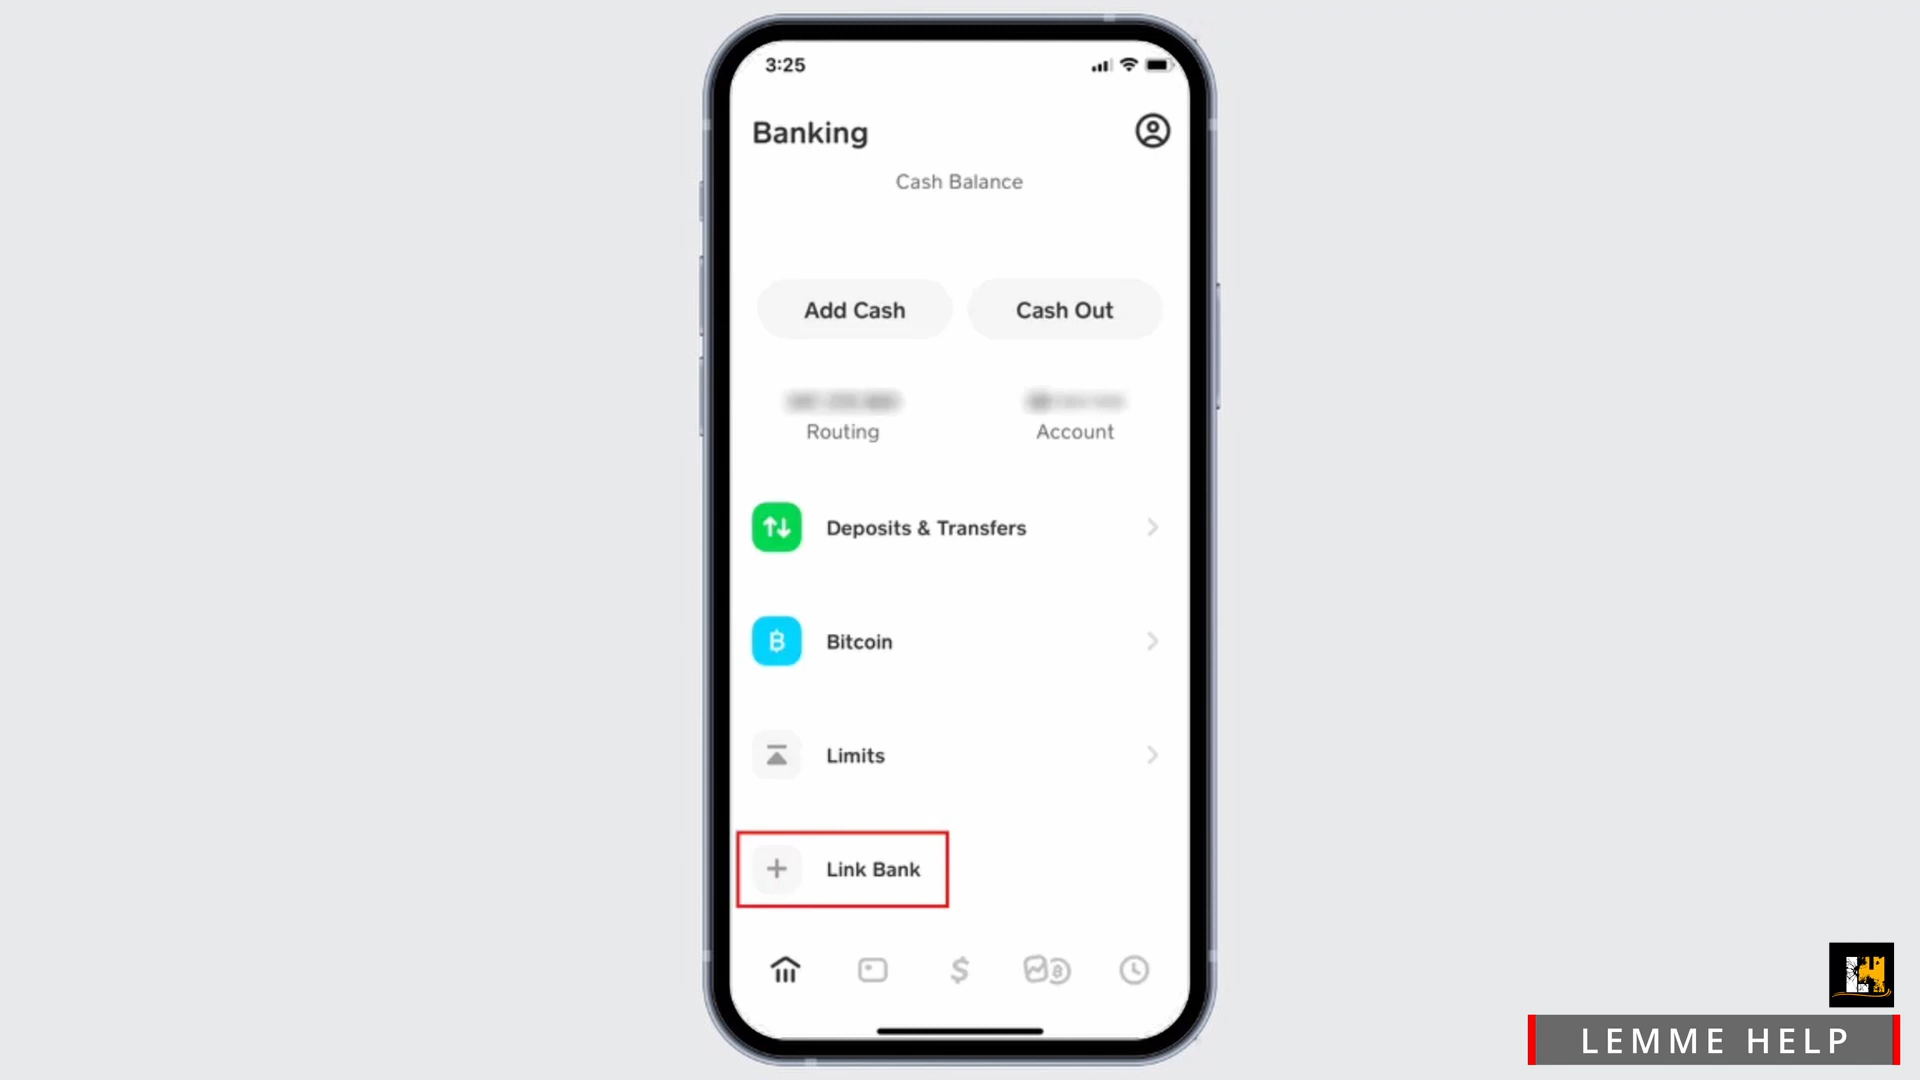 3:25
Banking
Cash Balance
Add Cash
Cash Out
Routing
Account
Deposits & Transfers
Bitcoin
Limits
Link Bank
LEMME HELP